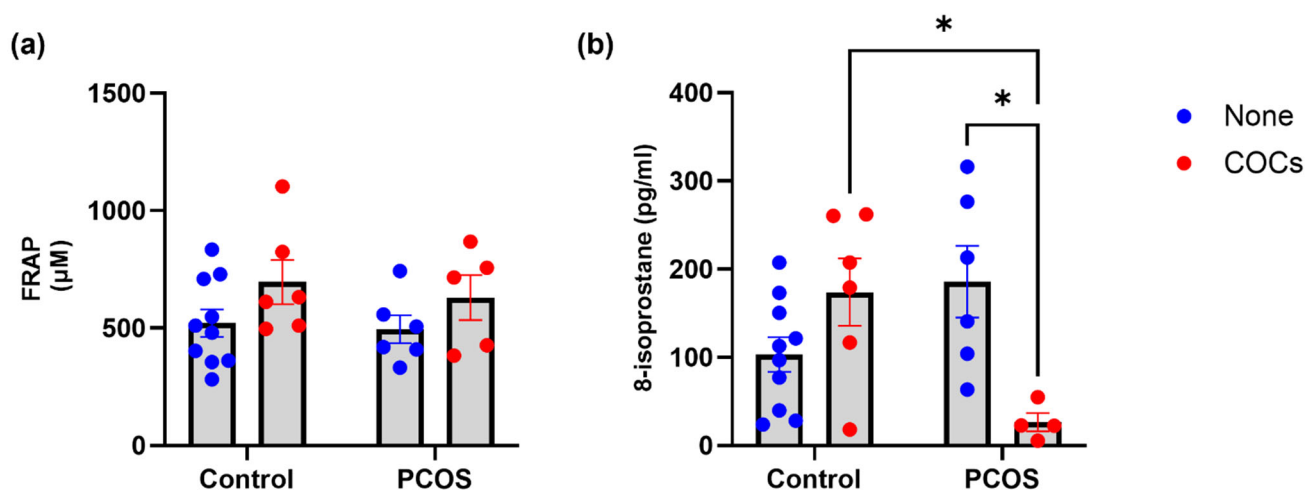 (a)
FRAP
(µM)
1500
1000
500
0
Control
PCOS
(b)
*
*
8-isoprostane (pg/ml)
400
300
200
100
0
Control
PCOS
None
COCs